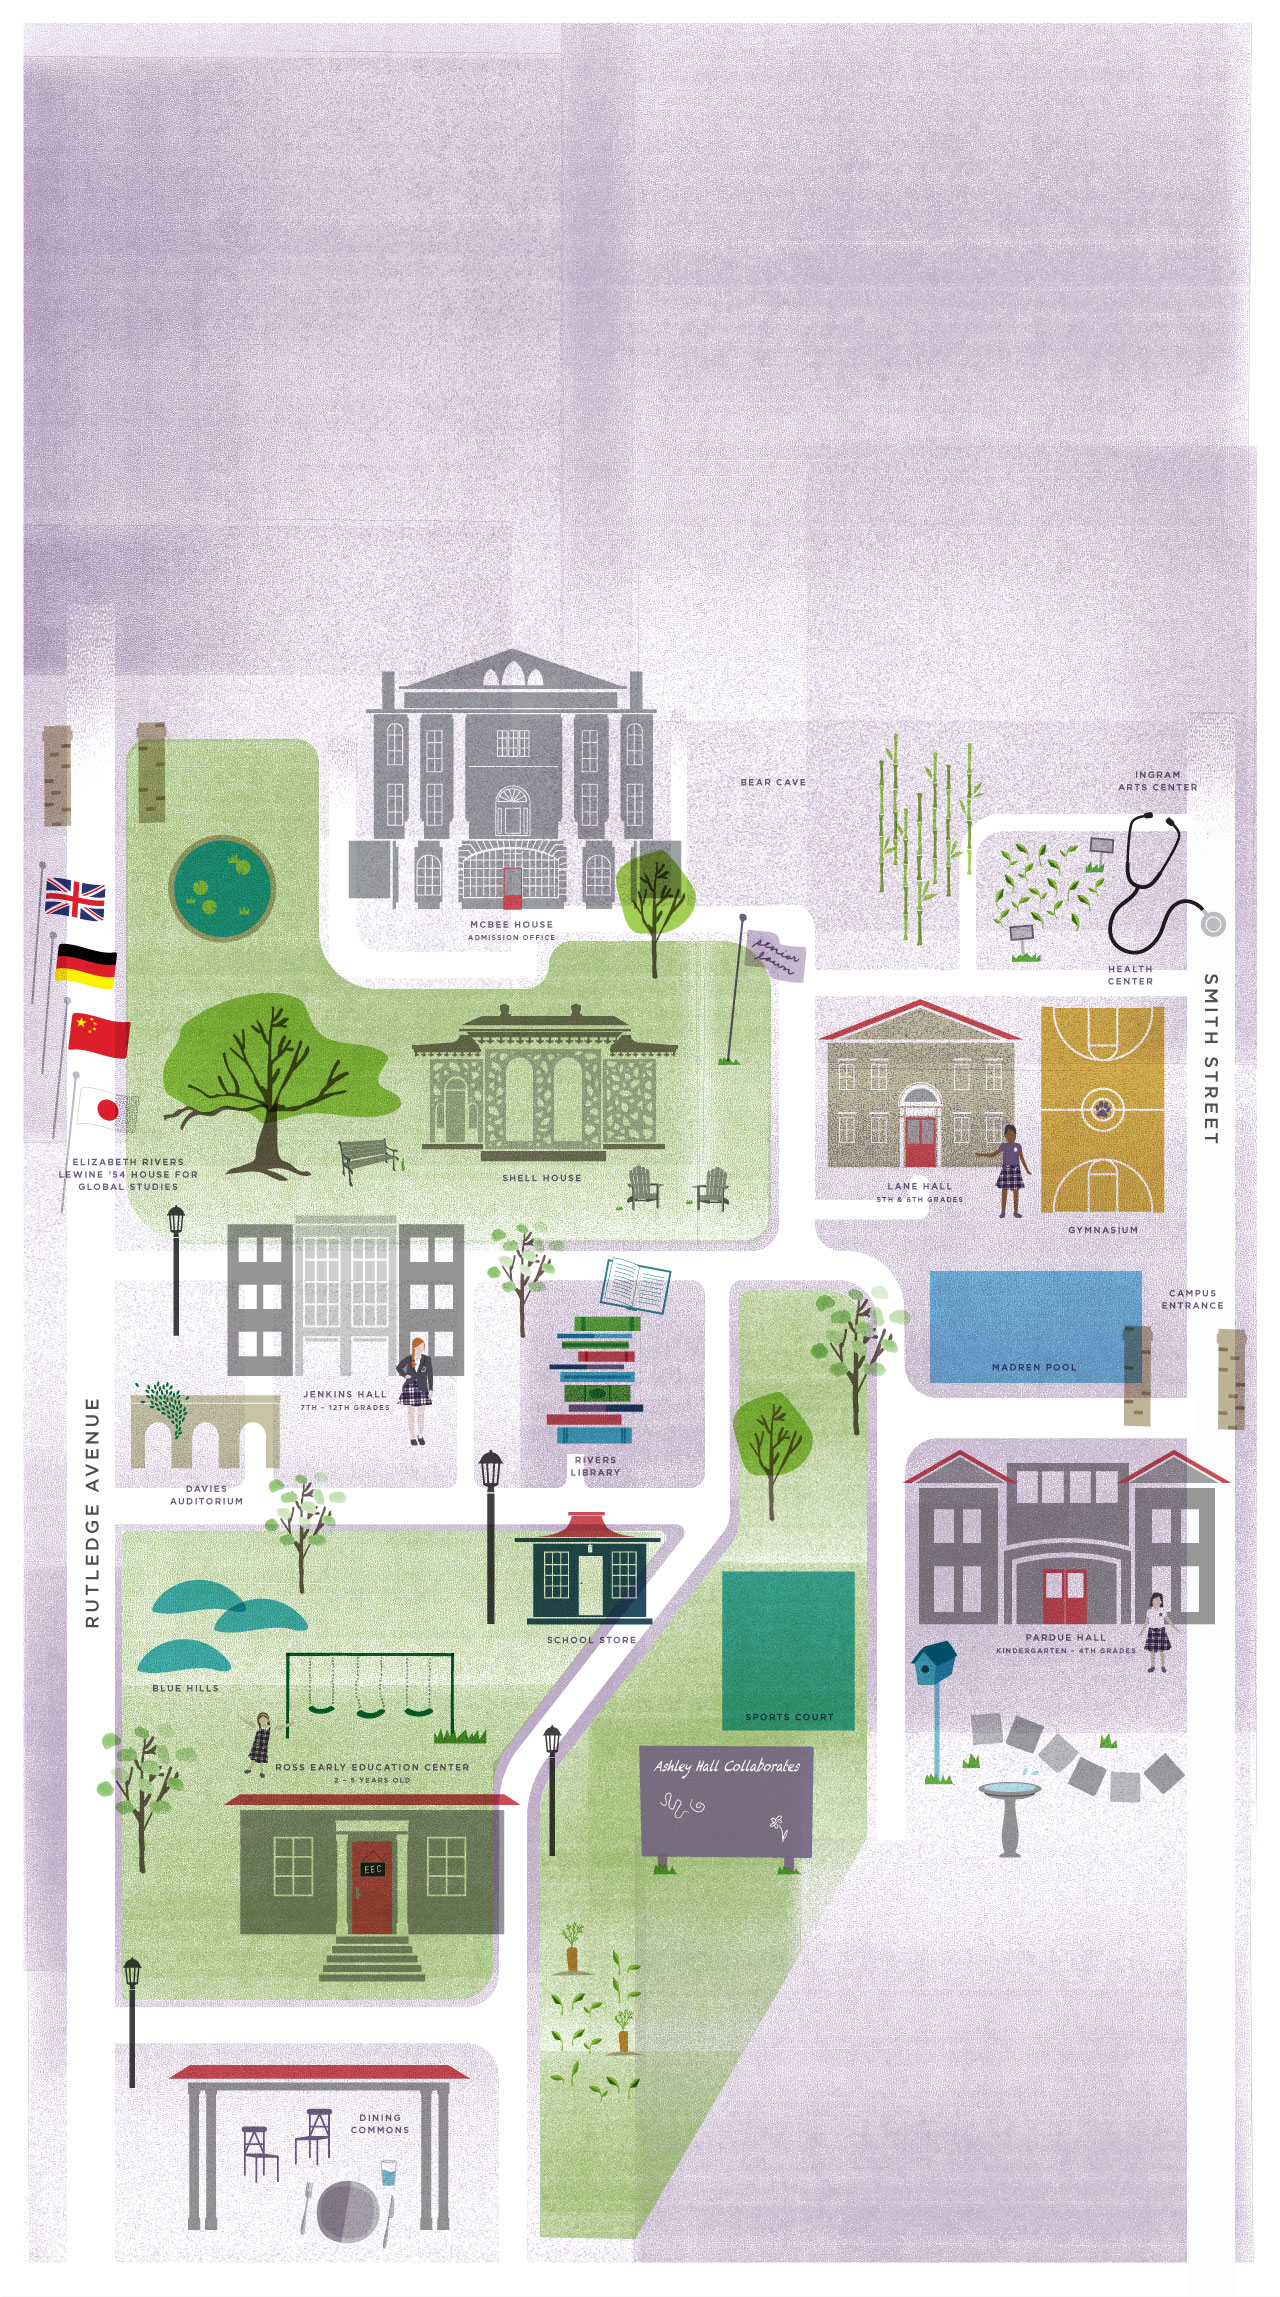 INGRAM
ARTS CENTER
BEAR CAVE
MCBEE HOUSE
ADMISSION OFFICE
senior
lawn
HEALTH
CENTER
SMITH STREET
ELIZABETH RIVERS
LEWINE '54 HOUSE FOR
GLOBAL STUDIES
SHELL HOUSE
LANE HALL
5TH & 6TH GRADES
GYMNASIUM
CAMPUS
ENTRANCE
MADREN POOL
JENKINS HALL
7TH - 12TH GRADES
RUTLEDGE AVENUE
DAVIES
AUDITORIUM
RIVERS
LIBRARY
SCHOOL STORE
PARDUE HALL
KINDERGARTEN - 4TH GRADES
BLUE HILLS
SPORTS COURT
ROSS EARLY EDUCATION CENTER
2 - 5 YEARS OLD
Ashley Hall Collaborates
EEC
DINING
COMMONS